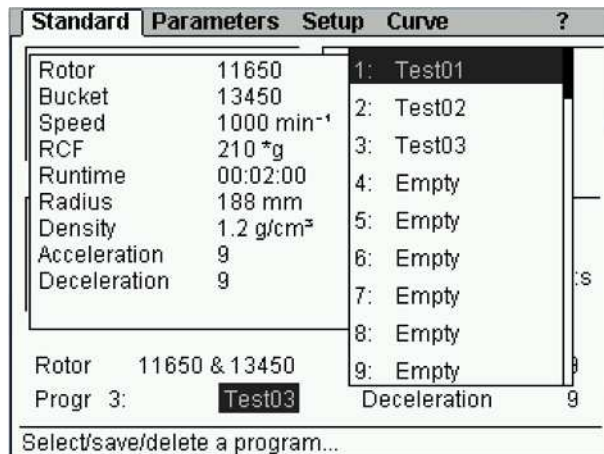 Standard Parameters Setup Curve ?
Rotor 11650
Bucket 13450
Speed 1000 min⁻¹
RCF 210 *g
Runtime 00:02:00
Radius 188 mm
Density 1.2 g/cm³
Acceleration 9
Deceleration 9
1: Test01
2: Test02
3: Test03
4: Empty
5: Empty
6: Empty
7: Empty
8: Empty
9: Empty
Rotor 11650 & 13450
Progr 3: Test03 Deceleration 9
Select/save/delete a program...